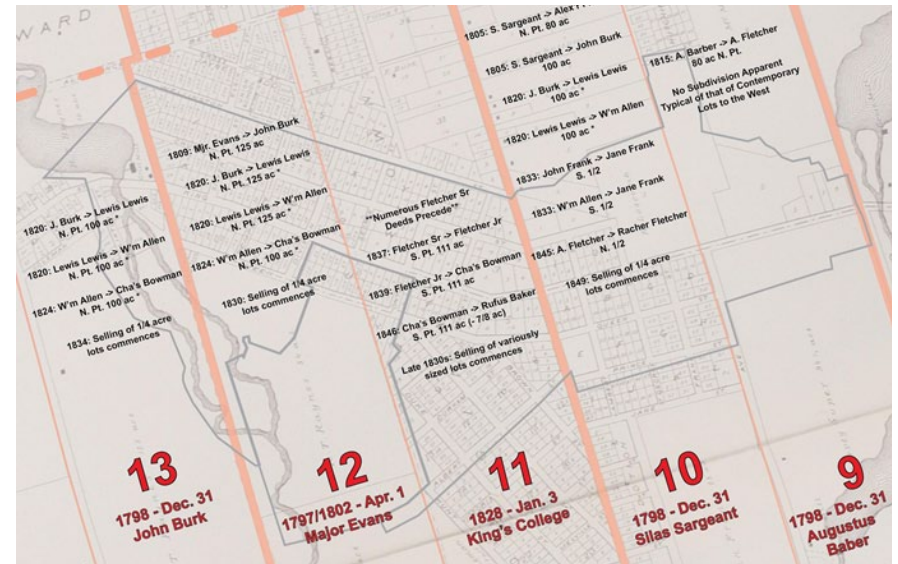 WARD
1820: J. Burk -> Lewis Lewis
N. Pt. 100 ac *
1820: Lewis Lewis -> W'm Allen
N. Pt. 100 ac *
1824: W'm Allen -> Cha's Bowman
N. Pt. 100 ac *
1834: Selling of 1/4 acre
lots commences
13
1798 - Dec. 31
John Burk
1809: Mjr. Evans -> John Burk
N. Pt. 125 ac
1820: J. Burk -> Lewis Lewis
N. Pt. 125 ac *
1820: Lewis Lewis -> W'm Allen
N. Pt. 125 ac *
1824: W'm Allen -> Cha's Bowman
N. Pt. 100 ac *
1830: Selling of 1/4 acre
lots commences
12
1797/1802 - Apr. 1
Major Evans
**Numerous Fletcher Sr
Deeds Precede**
1837: Fletcher Sr -> Fletcher Jr
S. Pt. 111 ac
1839: Fletcher Jr -> Cha's Bowman
S. Pt. 111 ac
1846: Cha's Bowman -> Rufus Baker
S. Pt. 111 ac (- 7/8 ac)
Late 1830s: Selling of variously
sized lots commences
11
1828 - Jan. 3
King's College
1805: S. Sargeant -> Alex
N. Pt. 80 ac
1805: S. Sargeant -> John Burk
100 ac
1820: J. Burk -> Lewis Lewis
100 ac *
1820: Lewis Lewis -> W'm Allen
100 ac *
1833: John Frank -> Jane Frank
S. 1/2
1833: W'm Allen -> Jane Frank
S. 1/2
1845: A. Fletcher -> Racher Fletcher
N. 1/2
1849: Selling of 1/4 acre
lots commences
10
1798 - Dec. 31
Silas Sargeant
1815: A. Barber -> A. Fletcher
80 ac N. Pt.
No Subdivision Apparent
Typical of that of Contemporary
Lots to the West
9
1798 - Dec. 31
Augustus
Baber